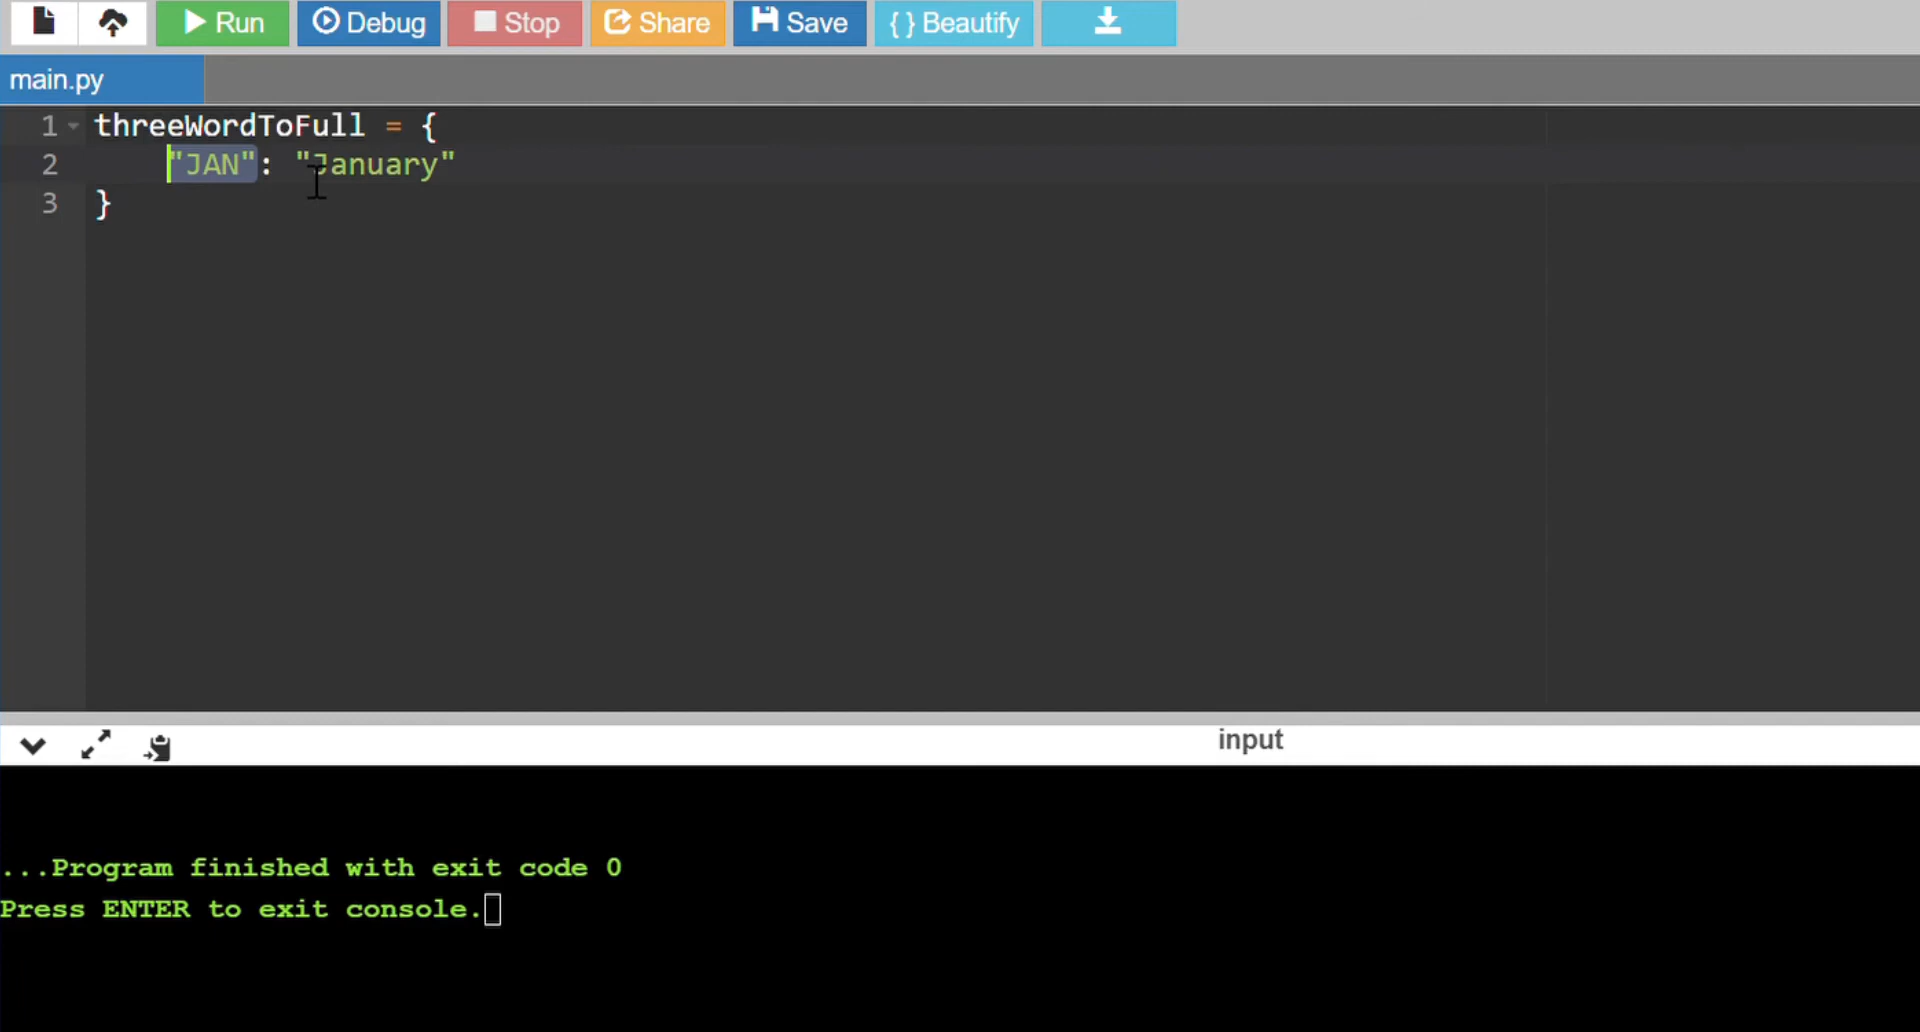 Run Debug Stop Share Save { } Beautify
main.py
1 threeWordToFull = {
2 "JAN": "January"
3 }
input
...Program finished with exit code 0
Press ENTER to exit console.